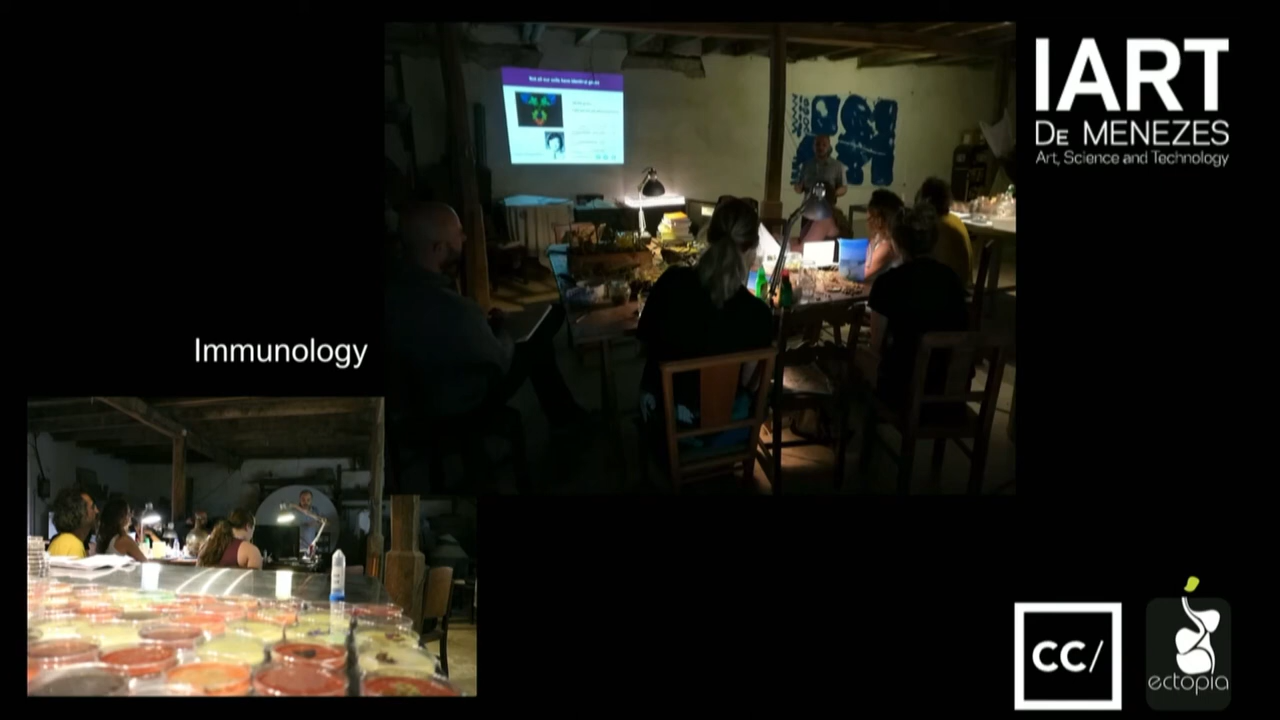 IART
DE MENEZES
Art, Science and Technology
Immunology
CC/
ectopia